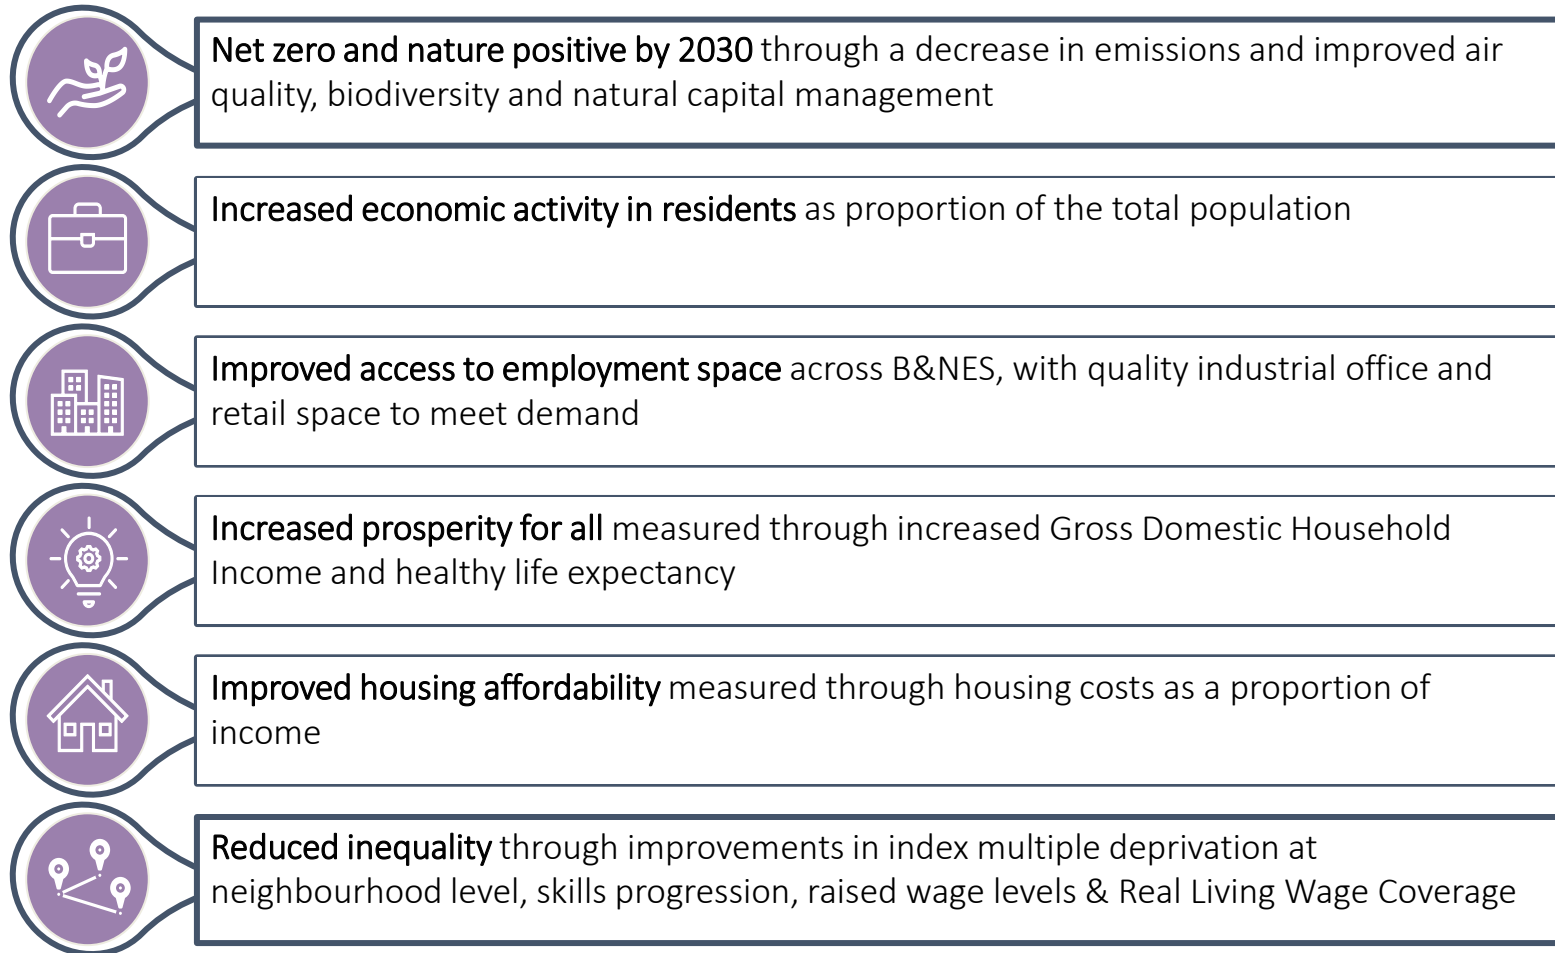 Net zero and nature positive by 2030 through a decrease in emissions and improved air
quality, biodiversity and natural capital management
Increased economic activity in residents as proportion of the total population
Improved access to employment space across B&NES, with quality industrial office and
retail space to meet demand
Increased prosperity for all measured through increased Gross Domestic Household
Income and healthy life expectancy
Improved housing affordability measured through housing costs as a proportion of
income
Reduced inequality through improvements in index multiple deprivation at
neighbourhood level, skills progression, raised wage levels & Real Living Wage Coverage